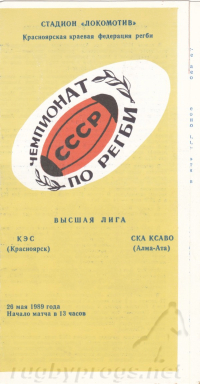 СТАДИОН «ЛОКОМОТИВ»
Красноярская краевая федерация регби
ЧЕМПИОНАТ
СССР
ПО РЕГБИ
ВЫСШАЯ ЛИГА
КЭС
(Красноярск)
СКА КСАВО
(Алма-Ата)
20 мая 1989 года
Начало матча в 15 часов
rugbyprogs.net